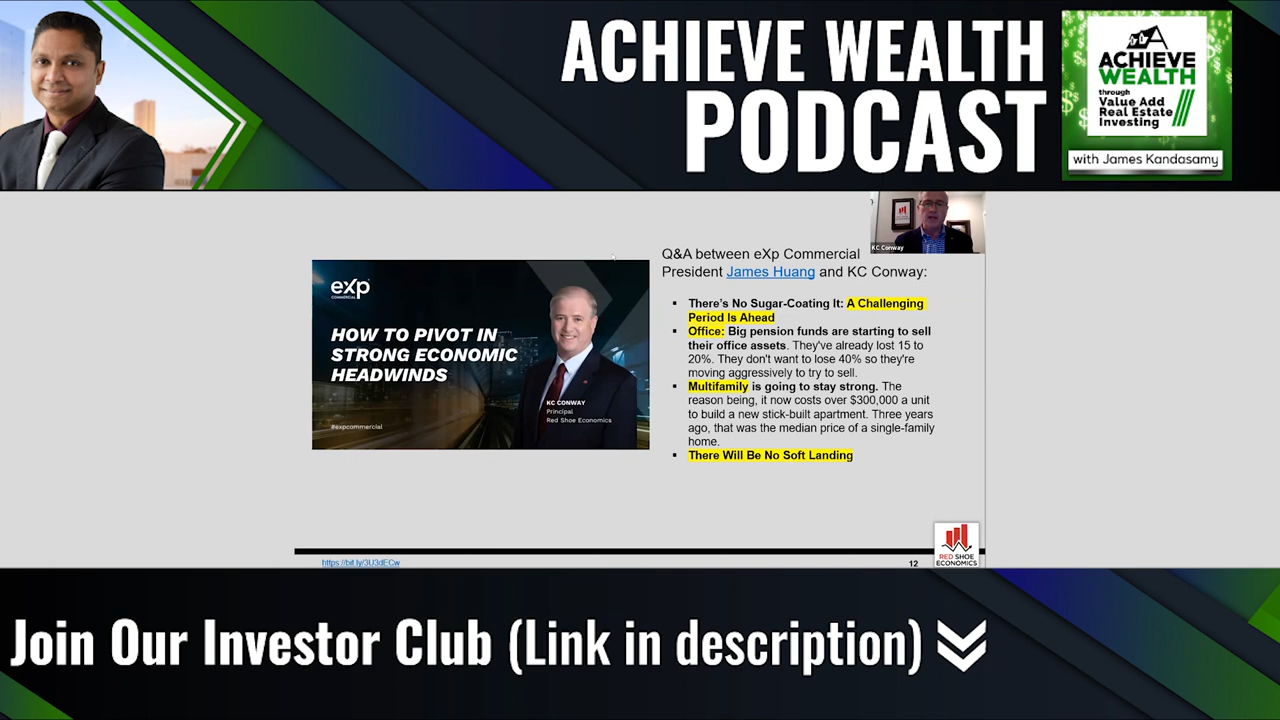 ACHIEVE WEALTH
PODCAST
ACHIEVE
WEALTH
through
Value Add
Real Estate
Investing
with James Kandasamy
KC Conway
Q&A between eXp Commercial
President James Huang and KC Conway:
exp
COMMERCIAL
HOW TO PIVOT IN
STRONG ECONOMIC
HEADWINDS
KC CONWAY
Principal
Red Shoe Economics
#expcommercial
▪ There's No Sugar-Coating It: A Challenging
Period Is Ahead
▪ Office: Big pension funds are starting to sell
their office assets. They've already lost 15 to
20%. They don't want to lose 40% so they're
moving aggressively to try to sell.
▪ Multifamily is going to stay strong. The
reason being, it now costs over $300,000 a unit
to build a new stick-built apartment. Three years
ago, that was the median price of a single-family
home.
▪ There Will Be No Soft Landing
https://bit.ly/3U3dECw
12
RED SHOE
ECONOMICS
Join Our Investor Club (Link in description)